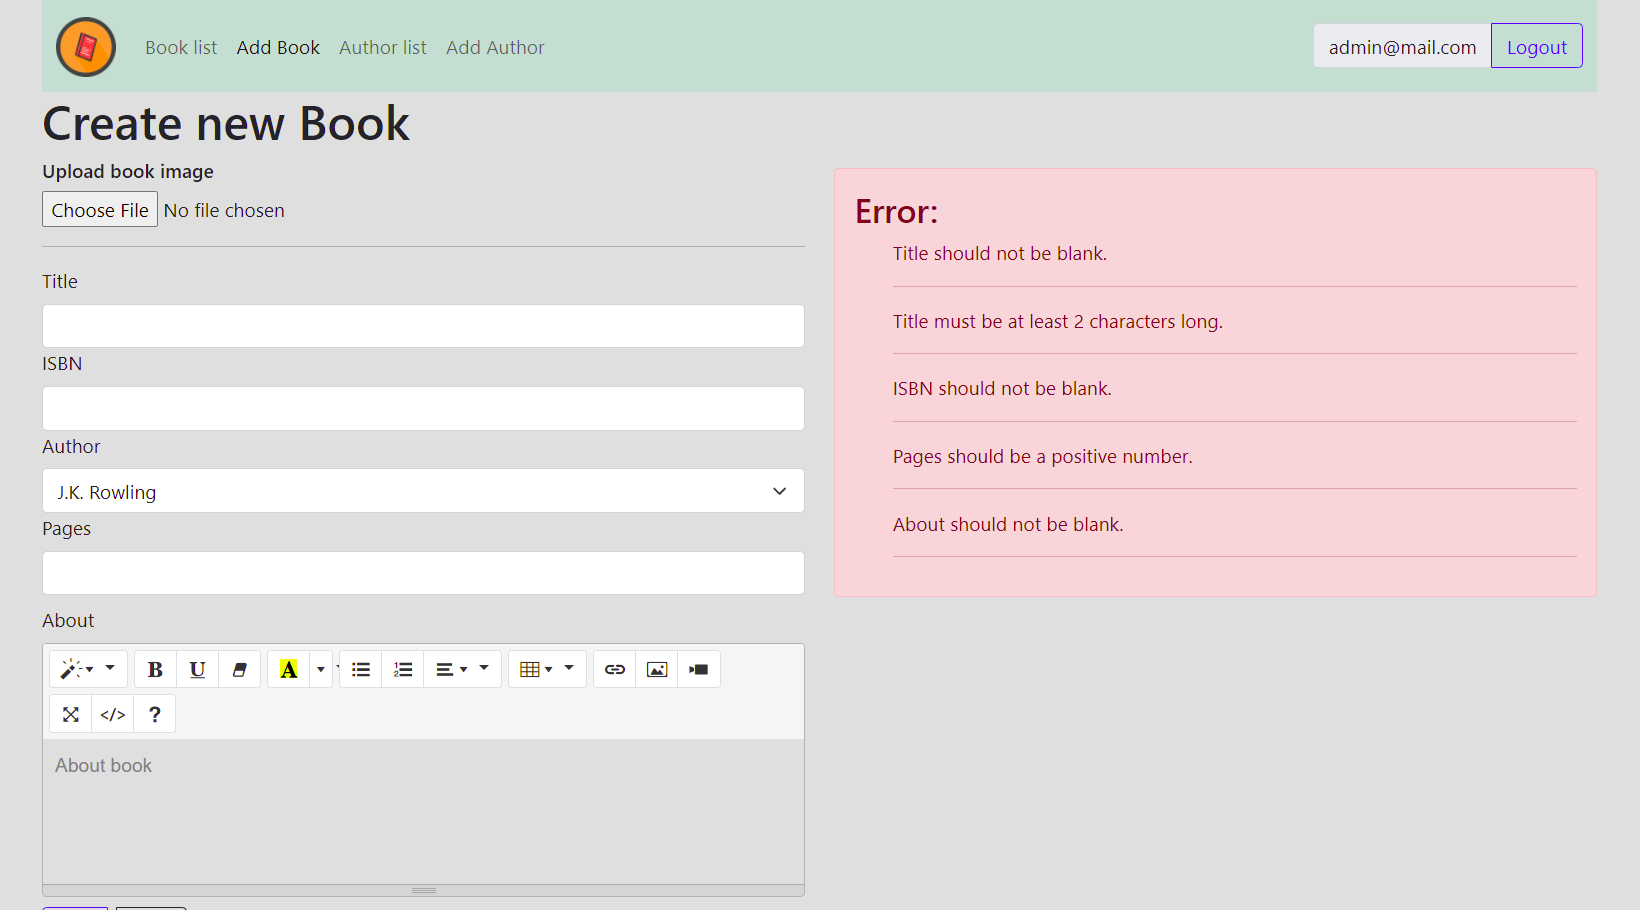 Book list Add Book Author list Add Author admin@mail.com Logout
Create new Book
Upload book image
Choose File No file chosen
Title
ISBN
Author
J.K. Rowling
Pages
About
B U A
</> ?
About book
Error:
Title should not be blank.
Title must be at least 2 characters long.
ISBN should not be blank.
Pages should be a positive number.
About should not be blank.